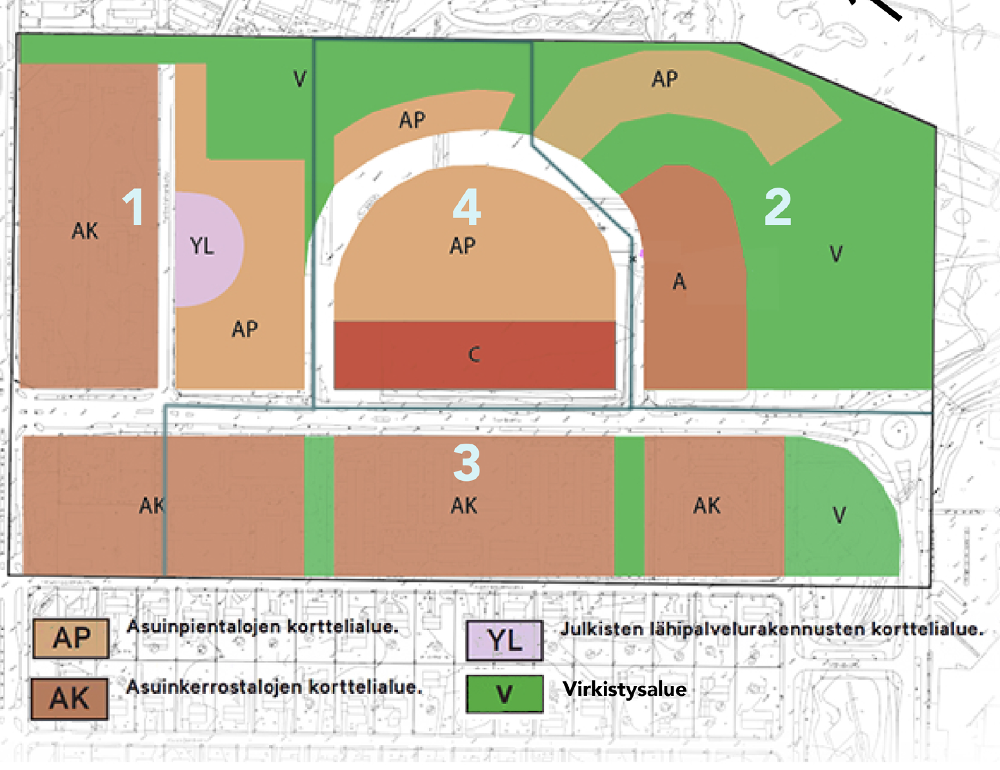 V
AP
AP
1
4
2
AK
YL
AP
V
A
AP
C
3
AK
AK
AK
V
AP Asuinpientalojen korttelialue.
YL Julkisten lähipalvelurakennusten korttelialue.
AK Asuinkerrostalojen korttelialue.
V Virkistysalue